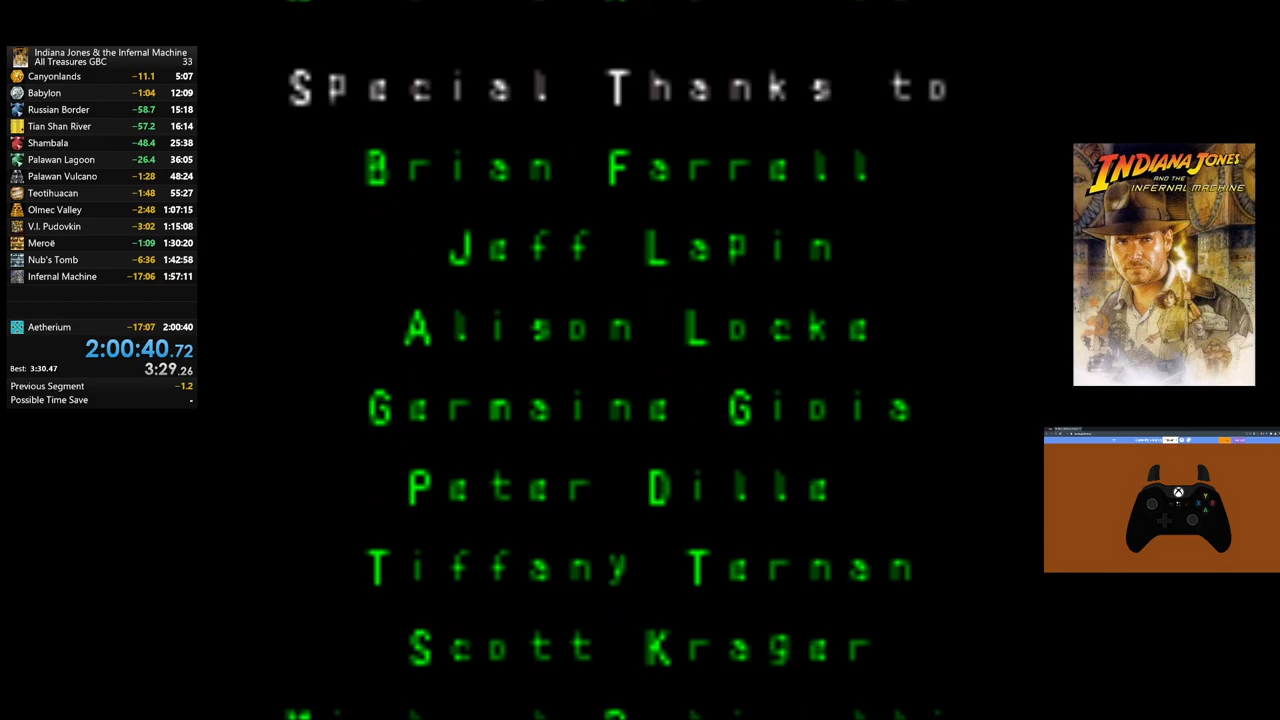 Indiana Jones & the Infernal Machine
All Treasures GBC 33
Canyonlands −11.1 5:07
Babylon −1:04 12:09
Russian Border −58.7 15:18
Tian Shan River −57.2 16:14
Shambala −48.4 25:38
Palawan Lagoon −26.4 36:05
Palawan Vulcano −1:28 48:24
Teotihuacan −1:48 55:27
Olmec Valley −2:48 1:07:15
V.I. Pudovkin −3:02 1:15:08
Meroë −1:09 1:30:20
Nub's Tomb −6:36 1:42:58
Infernal Machine −17:06 1:57:11
Aetherium −17:07 2:00:40
2:00:40.72
Best: 3:30.47 3:29.26
Previous Segment −1.2
Possible Time Save -
Special Thanks to
Brian Farrell
Jeff Lapin
Alison Locke
Germaine Gioia
Peter Dille
Tiffany Ternan
Scott Krager
INDIANA JONES
AND THE
INFERNAL MACHINE
Y
X B
A